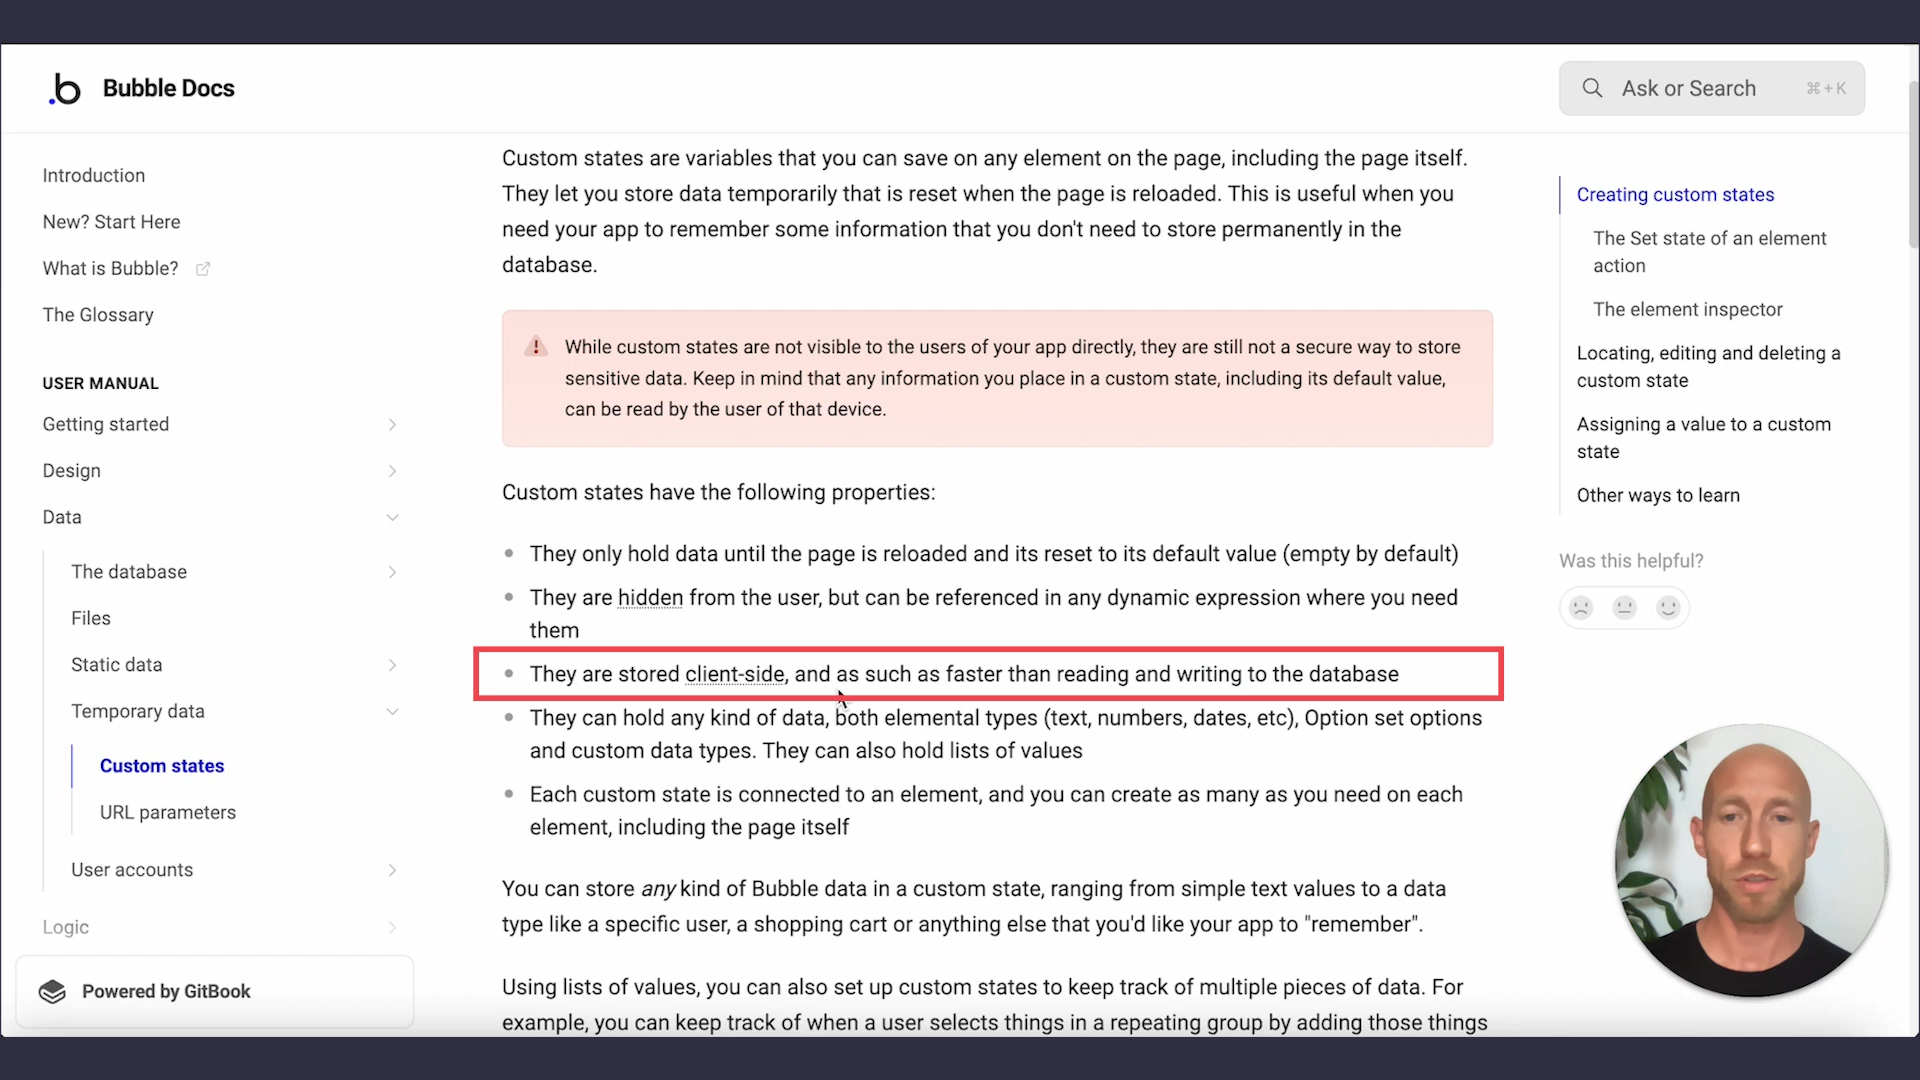 Bubble Docs
Ask or Search ⌘ + K
Introduction
New? Start Here
What is Bubble?
The Glossary
USER MANUAL
Getting started
Design
Data
The database
Files
Static data
Temporary data
Custom states
URL parameters
User accounts
Logic
Powered by GitBook
Custom states are variables that you can save on any element on the page, including the page itself.
They let you store data temporarily that is reset when the page is reloaded. This is useful when you
need your app to remember some information that you don't need to store permanently in the
database.
While custom states are not visible to the users of your app directly, they are still not a secure way to store
sensitive data. Keep in mind that any information you place in a custom state, including its default value,
can be read by the user of that device.
Custom states have the following properties:
They only hold data until the page is reloaded and its reset to its default value (empty by default)
They are hidden from the user, but can be referenced in any dynamic expression where you need
them
They are stored client-side, and as such as faster than reading and writing to the database
They can hold any kind of data, both elemental types (text, numbers, dates, etc), Option set options
and custom data types. They can also hold lists of values
Each custom state is connected to an element, and you can create as many as you need on each
element, including the page itself
You can store any kind of Bubble data in a custom state, ranging from simple text values to a data
type like a specific user, a shopping cart or anything else that you'd like your app to "remember".
Using lists of values, you can also set up custom states to keep track of multiple pieces of data. For
example, you can keep track of when a user selects things in a repeating group by adding those things
Creating custom states
The Set state of an element
action
The element inspector
Locating, editing and deleting a
custom state
Assigning a value to a custom
state
Other ways to learn
Was this helpful?